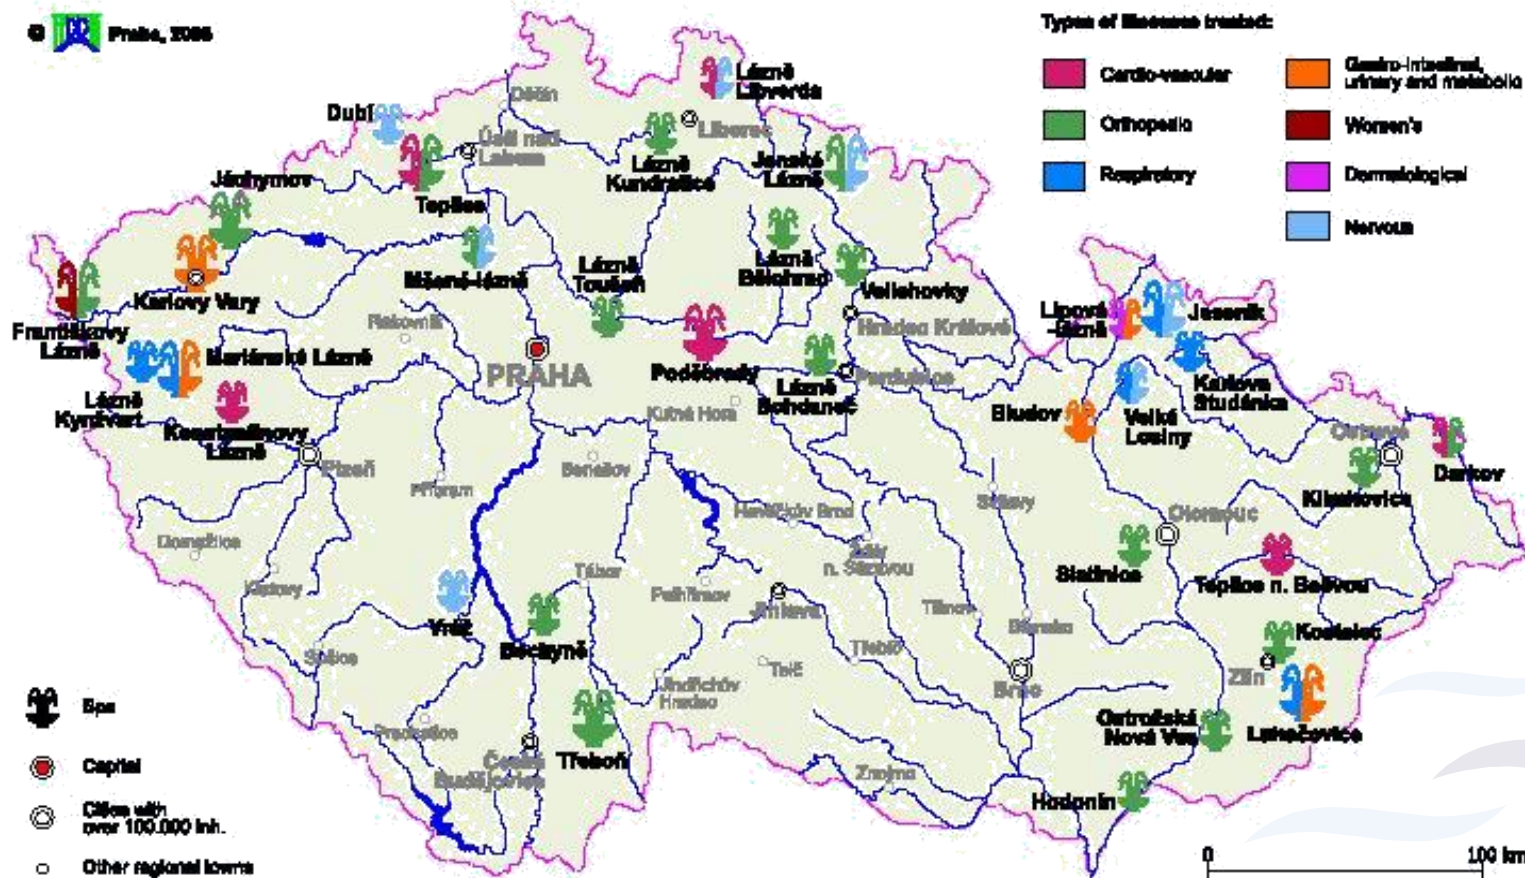 © Praha, 2006
Types of illnesses treated:
Cardio-vascular
Orthopedic
Respiratory
Gastro-intestinal,
urinary and metabolic
Women's
Dermatological
Nervous
Lázně
Libverda
Děčín
Dubí
Ústí nad
Labem
Liberec
Lázně
Kundratice
Janské
Lázně
Jáchymov
Teplice
Mšené-lázně
Lázně
Toušeň
Lázně
Bělohrad
Velichovky
Karlovy Vary
Františkovy
Lázně
Rakovník
Hradec Králové
Lipová
-lázně
Jeseník
Mariánské Lázně
PRAHA
Poděbrady
Pardubice
Lázně
Bohdaneč
Karlova
Studánka
Lázně
Kynžvart
Konstantinovy
Lázně
Kutná Hora
Bludov
Velké
Losiny
Ostrava
Darkov
Plzeň
Benešov
Příbram
Klimkovice
Svitavy
Havlíčkův Brod
Olomouc
Domažlice
Žďár
n. Sázavou
Slatinice
Teplice n. Bečvou
Klatovy
Tábor
Pelhřimov
Jihlava
Tišnov
Blansko
Vráž
Bechyně
Kostelec
Sušice
Třebíč
Telč
Zlín
Brno
Jindřichův
Hradec
Luhačovice
Ostrožská
Nová Ves
Prachatice
České
Budějovice
Třeboň
Znojmo
Hodonín
Spa
Capital
Cities with
over 100.000 inh.
Other regional towns
0 100 km